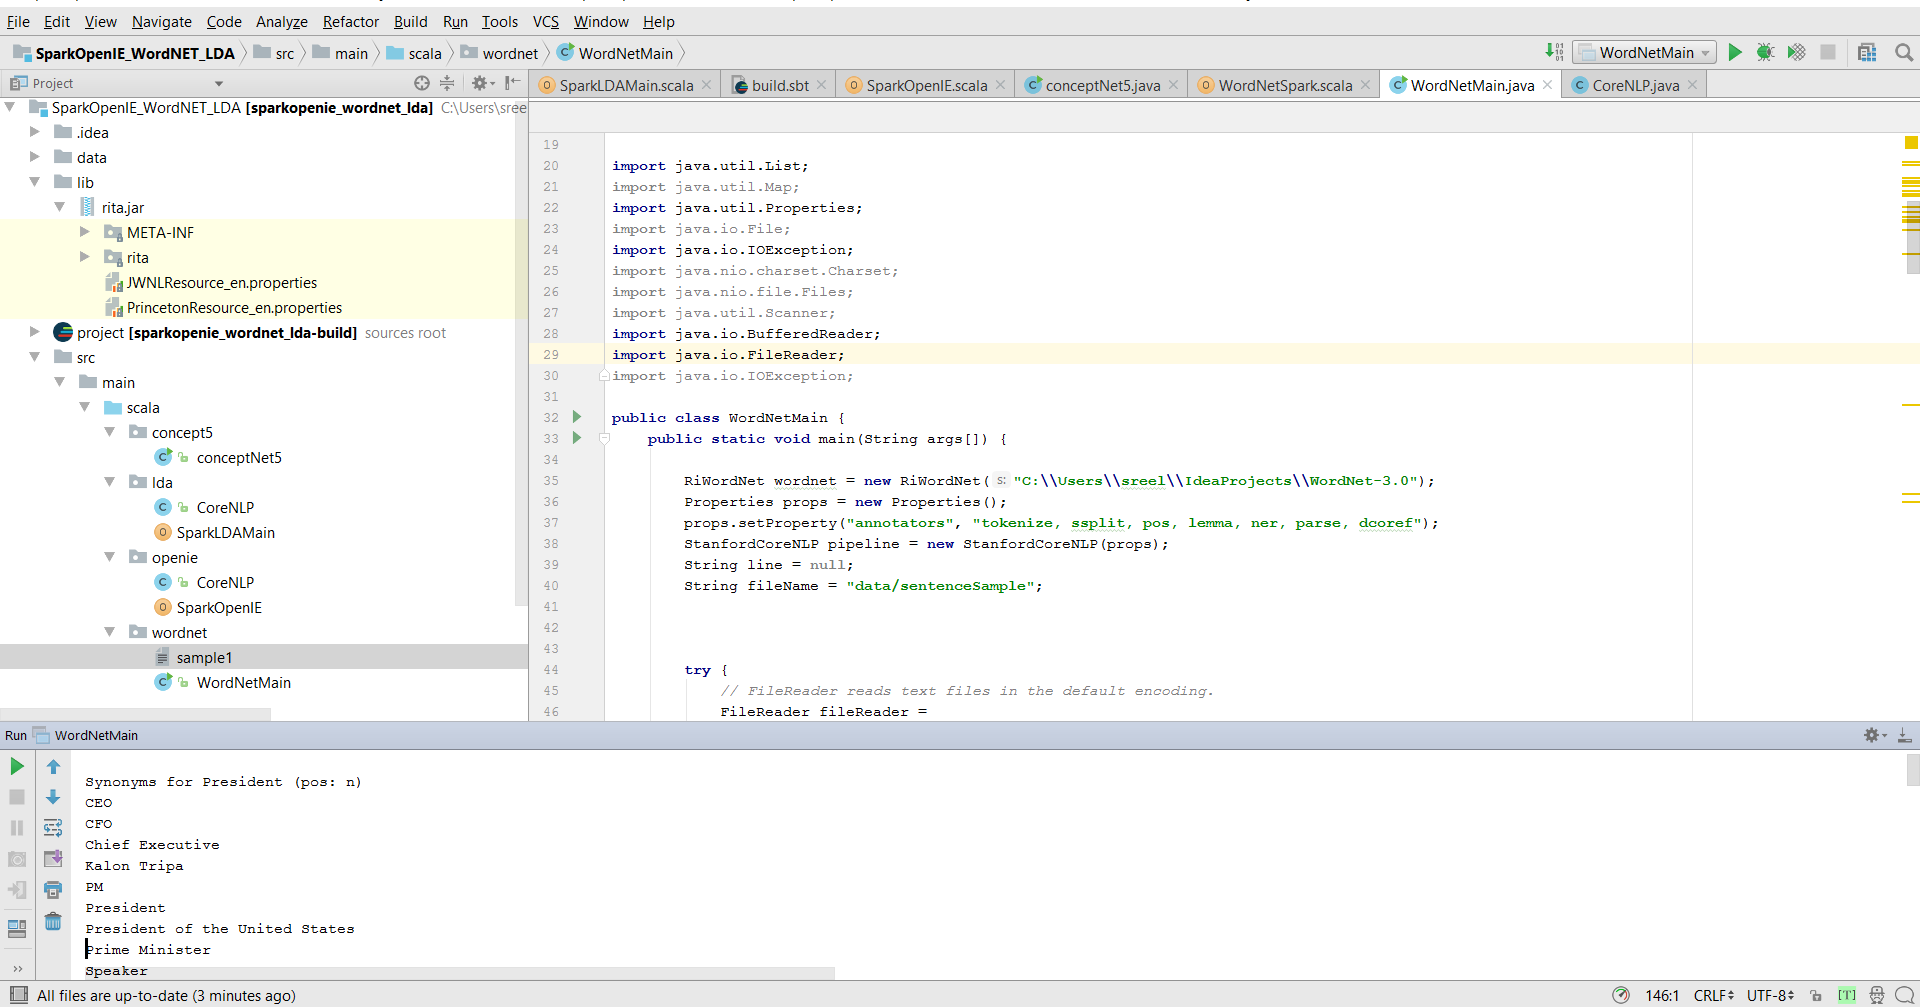 File Edit View Navigate Code Analyze Refactor Build Run Tools VCS Window Help
SparkOpenIE_WordNET_LDA src main scala wordnet WordNetMain WordNetMain
Project
SparkLDAMain.scala build.sbt SparkOpenIE.scala conceptNet5.java WordNetSpark.scala WordNetMain.java CoreNLP.java
SparkOpenIE_WordNET_LDA [sparkopenie_wordnet_lda] C:\Users\sree
.idea
data
lib
rita.jar
META-INF
rita
JWNLResource_en.properties
PrincetonResource_en.properties
project [sparkopenie_wordnet_lda-build] sources root
src
main
scala
concept5
conceptNet5
lda
CoreNLP
SparkLDAMain
openie
CoreNLP
SparkOpenIE
wordnet
sample1
WordNetMain
19
20 import java.util.List;
21 import java.util.Map;
22 import java.util.Properties;
23 import java.io.File;
24 import java.io.IOException;
25 import java.nio.charset.Charset;
26 import java.nio.file.Files;
27 import java.util.Scanner;
28 import java.io.BufferedReader;
29 import java.io.FileReader;
30 import java.io.IOException;
31
32 public class WordNetMain {
33 public static void main(String args[]) {
34
35 RiWordNet wordnet = new RiWordNet( s: "C:\\Users\\sreel\\IdeaProjects\\WordNet-3.0");
36 Properties props = new Properties();
37 props.setProperty("annotators", "tokenize, ssplit, pos, lemma, ner, parse, dcoref");
38 StanfordCoreNLP pipeline = new StanfordCoreNLP(props);
39 String line = null;
40 String fileName = "data/sentenceSample";
41
42
43
44 try {
45 // FileReader reads text files in the default encoding.
46 FileReader fileReader =
Run WordNetMain
Synonyms for President (pos: n)
CEO
CFO
Chief Executive
Kalon Tripa
PM
President
President of the United States
Prime Minister
Speaker
All files are up-to-date (3 minutes ago) 146:1 CRLF UTF-8 [T]